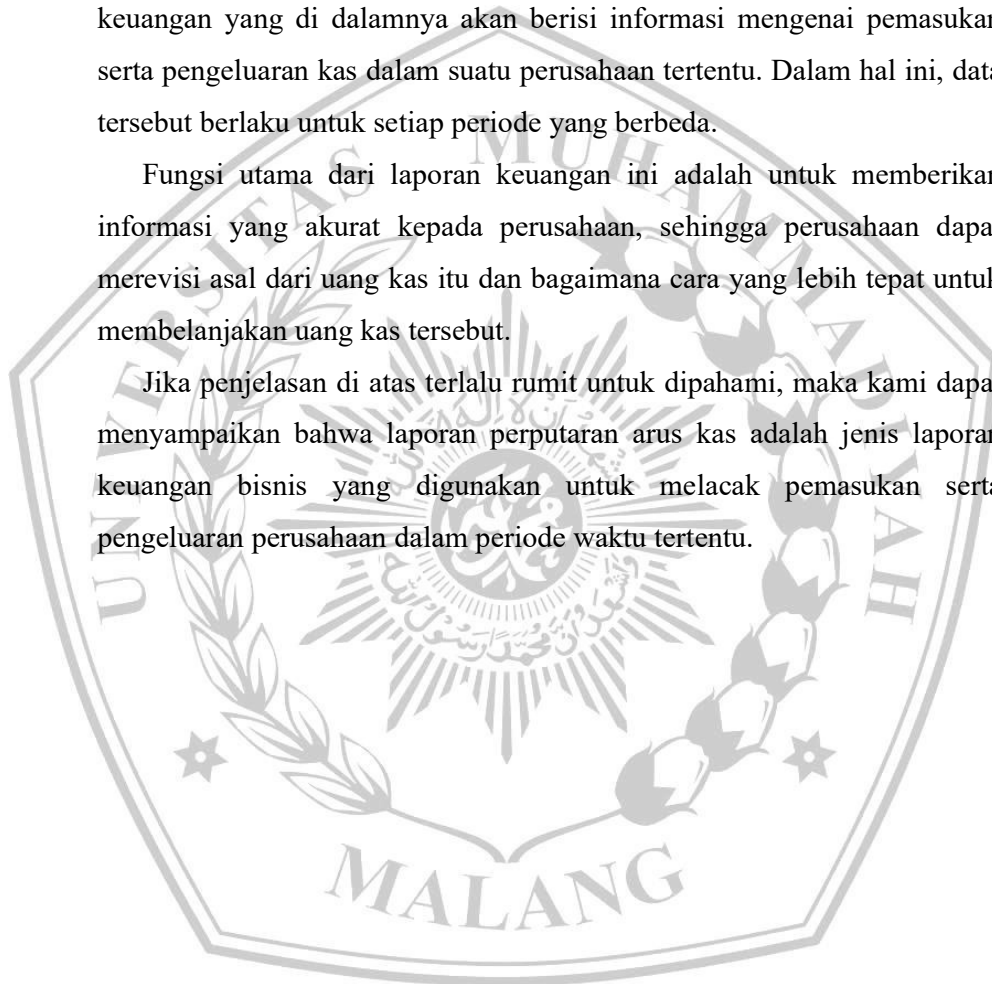 keuangan yang di dalamnya akan berisi informasi mengenai pemasukan
serta pengeluaran kas dalam suatu perusahaan tertentu. Dalam hal ini, data
tersebut berlaku untuk setiap periode yang berbeda.
Fungsi utama dari laporan keuangan ini adalah untuk memberikan
informasi yang akurat kepada perusahaan, sehingga perusahaan dapa
merevisi asal dari uang kas itu dan bagaimana cara yang lebih tepat untuk
membelanjakan uang kas tersebut.
Jika penjelasan di atas terlalu rumit untuk dipahami, maka kami dapa
menyampaikan bahwa laporan perputaran arus kas adalah jenis laporan
keuangan bisnis yang digunakan untuk melacak pemasukan serta
pengeluaran perusahaan dalam periode waktu tertentu.
UNIVERSITAS MUHAMMADIYAH
MALANG